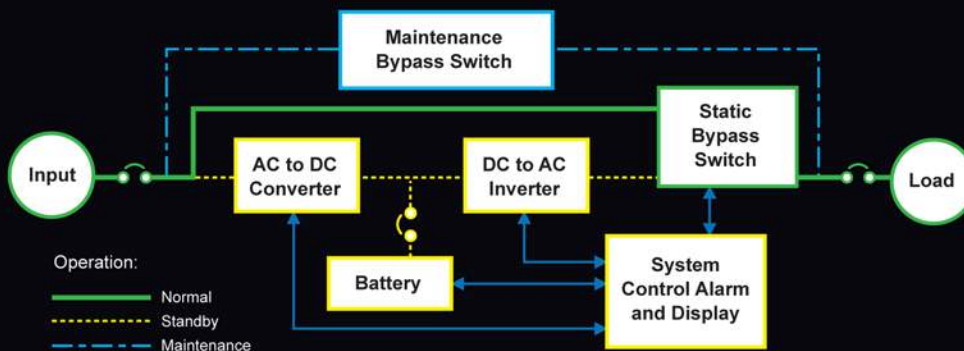 Maintenance
Bypass Switch
Static
Bypass
Switch
Input
AC to DC
Converter
DC to AC
Inverter
Load
Operation:
Normal
Standby
Maintenance
Battery
System
Control Alarm
and Display